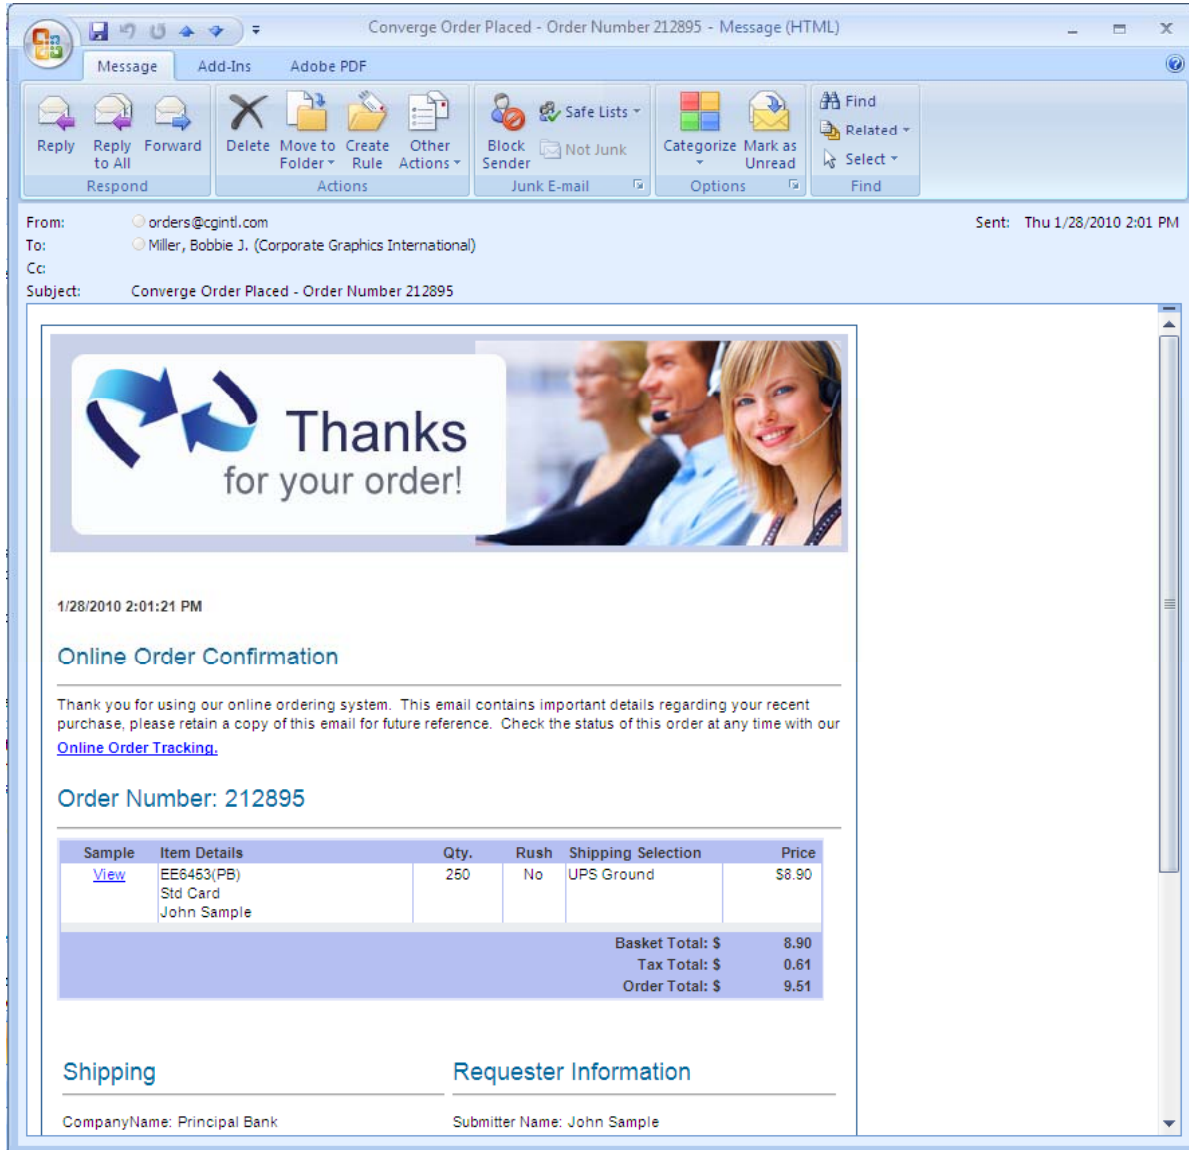 Converge Order Placed - Order Number 212895 - Message (HTML)
Message Add-Ins Adobe PDF
Reply Reply to All Forward Delete Move to Folder Create Rule Other Actions Block Sender Safe Lists Not Junk Categorize Mark as Unread Find Related Select
Respond Actions Junk E-mail Options Find
From: orders@cgintl.com Sent: Thu 1/28/2010 2:01 PM
To: Miller, Bobbie J. (Corporate Graphics International)
Cc:
Subject: Converge Order Placed - Order Number 212895
Thanks
for your order!
1/28/2010 2:01:21 PM
Online Order Confirmation
Thank you for using our online ordering system. This email contains important details regarding your recent
purchase, please retain a copy of this email for future reference. Check the status of this order at any time with our
Online Order Tracking.
Order Number: 212895
Sample Item Details Qty. Rush Shipping Selection Price
View EE6453(PB) 250 No UPS Ground $8.90
Std Card
John Sample
Basket Total: $ 8.90
Tax Total: $ 0.61
Order Total: $ 9.51
Shipping Requester Information
CompanyName: Principal Bank Submitter Name: John Sample